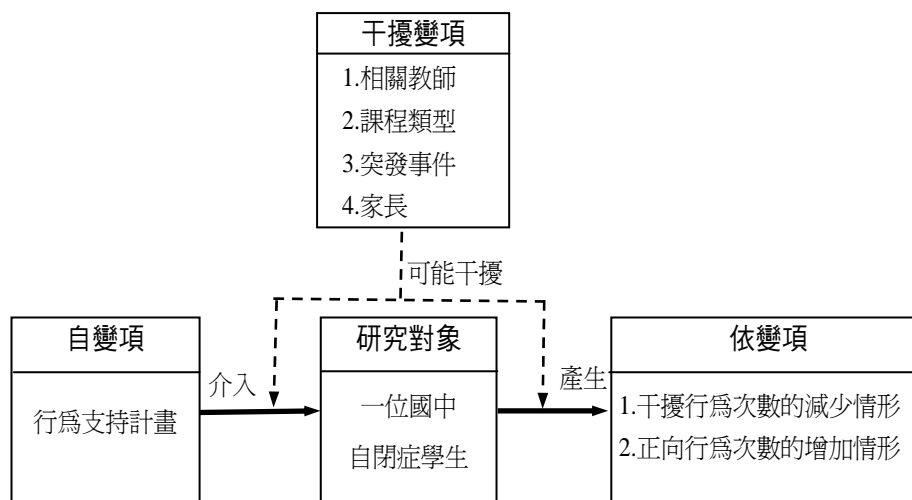 干擾變項
1.相關教師
2.課程類型
3.突發事件
4.家長
可能干擾
自變項
行為支持計畫
介入
研究對象
一位國中
自閉症學生
產生
依變項
1.干擾行為次數的減少情形
2.正向行為次數的增加情形